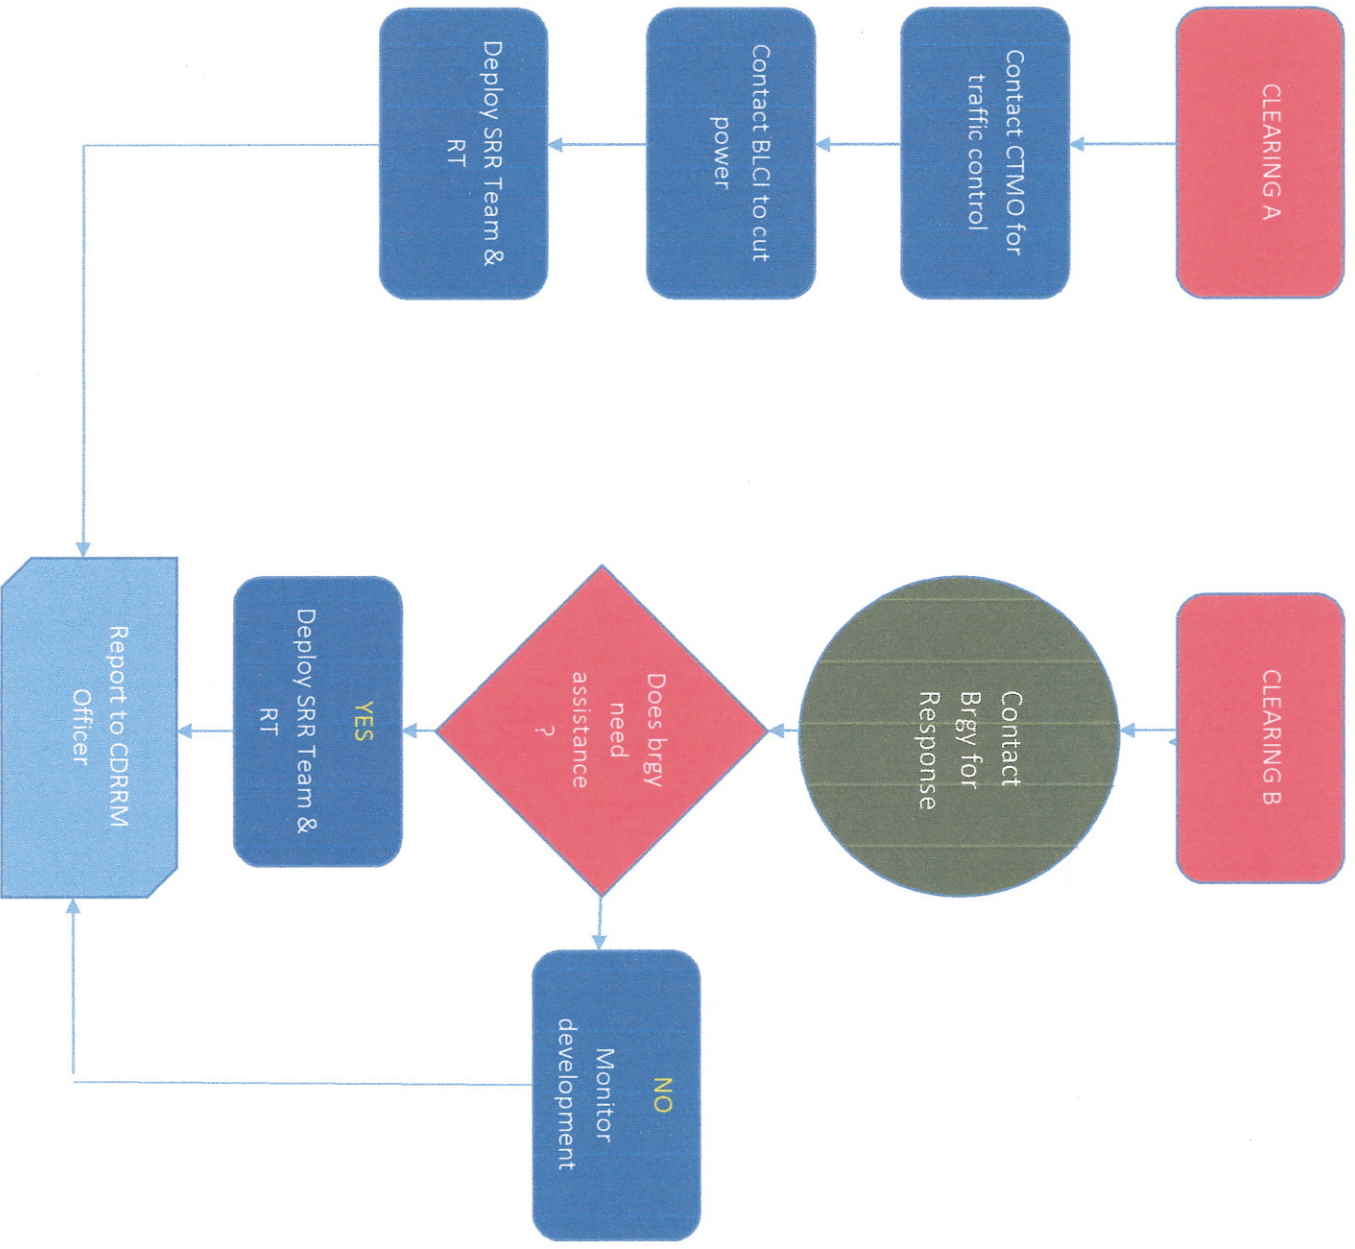 CLEARING A
Contact CTMO for
traffic control
Contact BLCI to cut
power
Deploy SRR Team &
RT
CLEARING B
Contact
Brgy for
Response
Does brgy
need
assistance
?
YES
Deploy SRR Team &
RT
NO
Monitor
development
Report to CDRRM
Officer